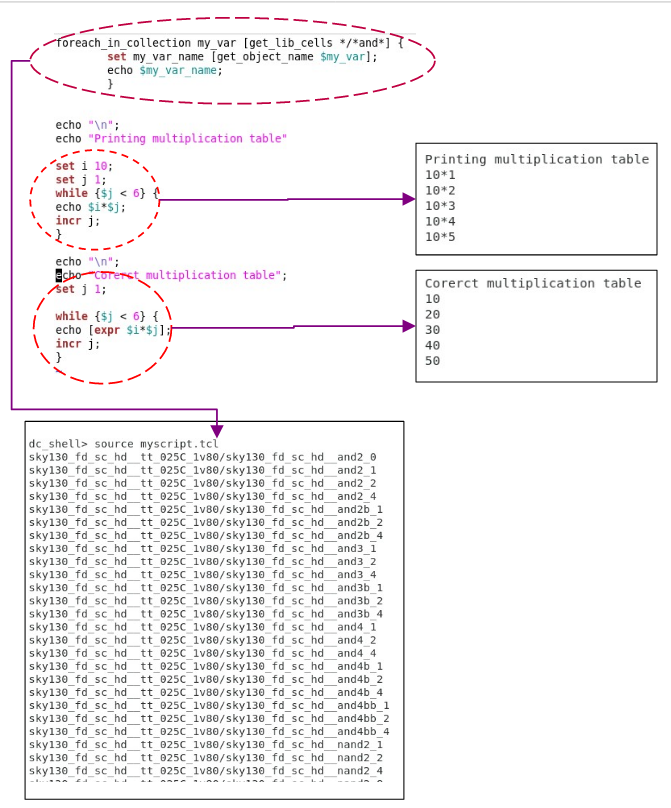 foreach_in_collection my_var [get_lib_cells */*and*] {
set my_var_name [get_object_name $my_var];
echo $my_var_name;
}
echo "\n";
echo "Printing multiplication table"
set i 10;
set j 1;
while {$j < 6} {
echo $i*$j;
incr j;
}
echo "\n";
echo "Corerct multiplication table";
set j 1;
while {$j < 6} {
echo [expr $i*$j];
incr j;
}
Printing multiplication table
10*1
10*2
10*3
10*4
10*5
Corerct multiplication table
10
20
30
40
50
dc_shell> source myscript.tcl
sky130_fd_sc_hd__tt_025C_1v80/sky130_fd_sc_hd__and2_0
sky130_fd_sc_hd__tt_025C_1v80/sky130_fd_sc_hd__and2_1
sky130_fd_sc_hd__tt_025C_1v80/sky130_fd_sc_hd__and2_2
sky130_fd_sc_hd__tt_025C_1v80/sky130_fd_sc_hd__and2_4
sky130_fd_sc_hd__tt_025C_1v80/sky130_fd_sc_hd__and2b_1
sky130_fd_sc_hd__tt_025C_1v80/sky130_fd_sc_hd__and2b_2
sky130_fd_sc_hd__tt_025C_1v80/sky130_fd_sc_hd__and2b_4
sky130_fd_sc_hd__tt_025C_1v80/sky130_fd_sc_hd__and3_1
sky130_fd_sc_hd__tt_025C_1v80/sky130_fd_sc_hd__and3_2
sky130_fd_sc_hd__tt_025C_1v80/sky130_fd_sc_hd__and3_4
sky130_fd_sc_hd__tt_025C_1v80/sky130_fd_sc_hd__and3b_1
sky130_fd_sc_hd__tt_025C_1v80/sky130_fd_sc_hd__and3b_2
sky130_fd_sc_hd__tt_025C_1v80/sky130_fd_sc_hd__and3b_4
sky130_fd_sc_hd__tt_025C_1v80/sky130_fd_sc_hd__and4_1
sky130_fd_sc_hd__tt_025C_1v80/sky130_fd_sc_hd__and4_2
sky130_fd_sc_hd__tt_025C_1v80/sky130_fd_sc_hd__and4_4
sky130_fd_sc_hd__tt_025C_1v80/sky130_fd_sc_hd__and4b_1
sky130_fd_sc_hd__tt_025C_1v80/sky130_fd_sc_hd__and4b_2
sky130_fd_sc_hd__tt_025C_1v80/sky130_fd_sc_hd__and4b_4
sky130_fd_sc_hd__tt_025C_1v80/sky130_fd_sc_hd__and4bb_1
sky130_fd_sc_hd__tt_025C_1v80/sky130_fd_sc_hd__and4bb_2
sky130_fd_sc_hd__tt_025C_1v80/sky130_fd_sc_hd__and4bb_4
sky130_fd_sc_hd__tt_025C_1v80/sky130_fd_sc_hd__nand2_1
sky130_fd_sc_hd__tt_025C_1v80/sky130_fd_sc_hd__nand2_2
sky130_fd_sc_hd__tt_025C_1v80/sky130_fd_sc_hd__nand2_4